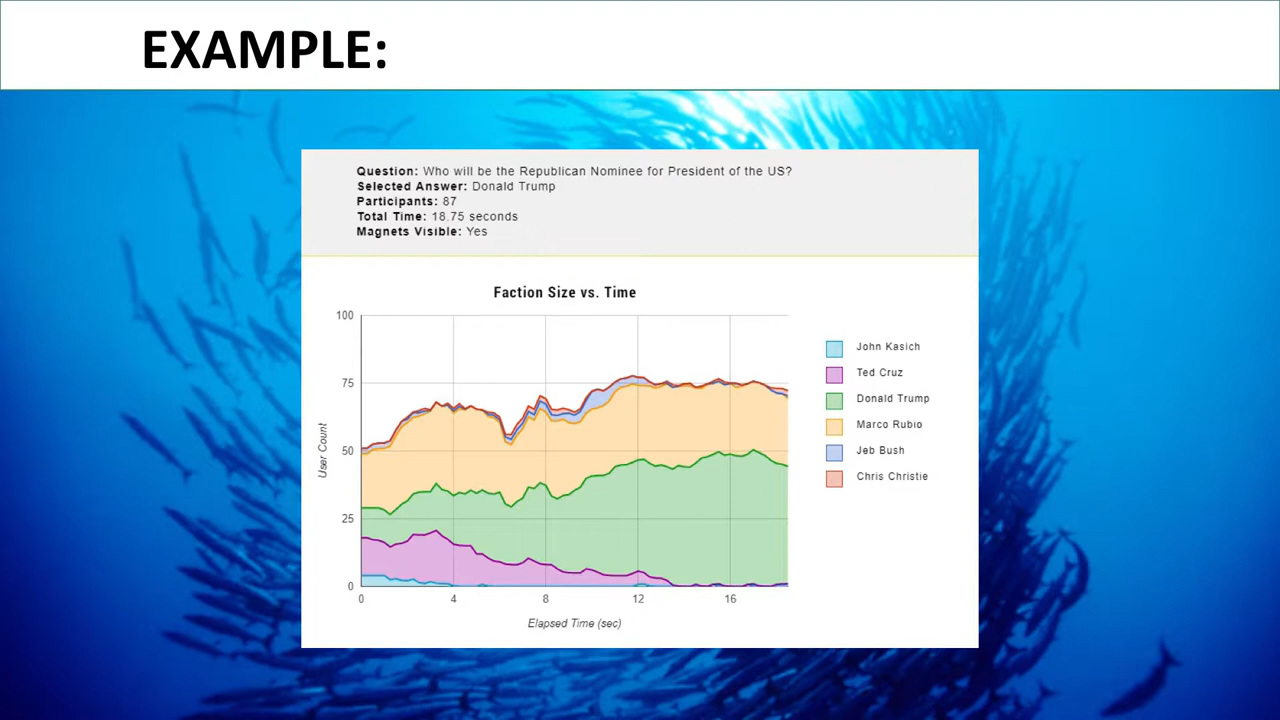 EXAMPLE:
Question: Who will be the Republican Nominee for President of the US?
Selected Answer: Donald Trump
Participants: 87
Total Time: 18.75 seconds
Magnets Visible: Yes
Faction Size vs. Time
100
75
50
25
0
User Count
0 4 8 12 16
Elapsed Time (sec)
John Kasich
Ted Cruz
Donald Trump
Marco Rubio
Jeb Bush
Chris Christie